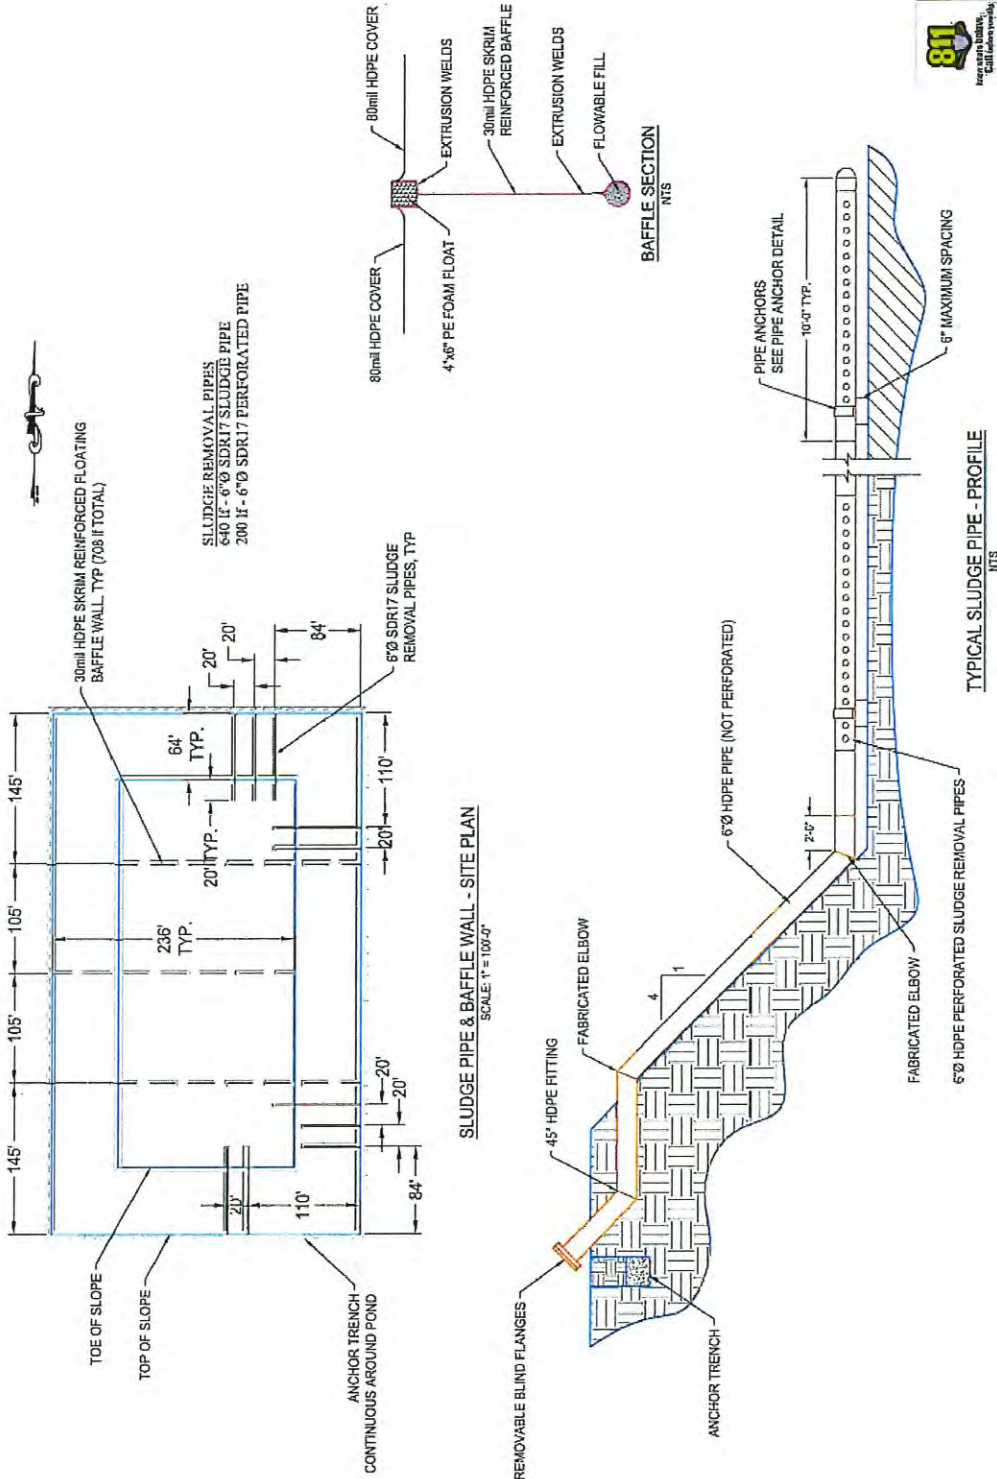 145'
105'
105'
145'
30mil HDPE SKRIM REINFORCED FLOATING
BAFFLE WALL, TYP (708 lf TOTAL)
TOE OF SLOPE
TOP OF SLOPE
ANCHOR TRENCH
CONTINUOUS AROUND POND
236'
TYP.
64'
TYP.
20' TYP.
20'
20'
84'
6"Ø SDR17 SLUDGE
REMOVAL PIPES, TYP
20'
110'
84'
20'
20'
20'
110'
SLUDGE PIPE & BAFFLE WALL - SITE PLAN
SCALE: 1" = 100'-0"
SLUDGE REMOVAL PIPES
640 lf - 6"Ø SDR17 SLUDGE PIPE
200 lf - 6"Ø SDR17 PERFORATED PIPE
80mil HDPE COVER
80mil HDPE COVER
4"x6" PE FOAM FLOAT
EXTRUSION WELDS
30mil HDPE SKRIM
REINFORCED BAFFLE
EXTRUSION WELDS
FLOWABLE FILL
BAFFLE SECTION
NTS
REMOVABLE BLIND FLANGES
45° HDPE FITTING
FABRICATED ELBOW
4
1
6"Ø HDPE PIPE (NOT PERFORATED)
ANCHOR TRENCH
2'-0"
FABRICATED ELBOW
6"Ø HDPE PERFORATED SLUDGE REMOVAL PIPES
PIPE ANCHORS
SEE PIPE ANCHOR DETAIL
10'-0" TYP.
6" MAXIMUM SPACING
TYPICAL SLUDGE PIPE - PROFILE
NTS
811
Know what's below.
Call before you dig.